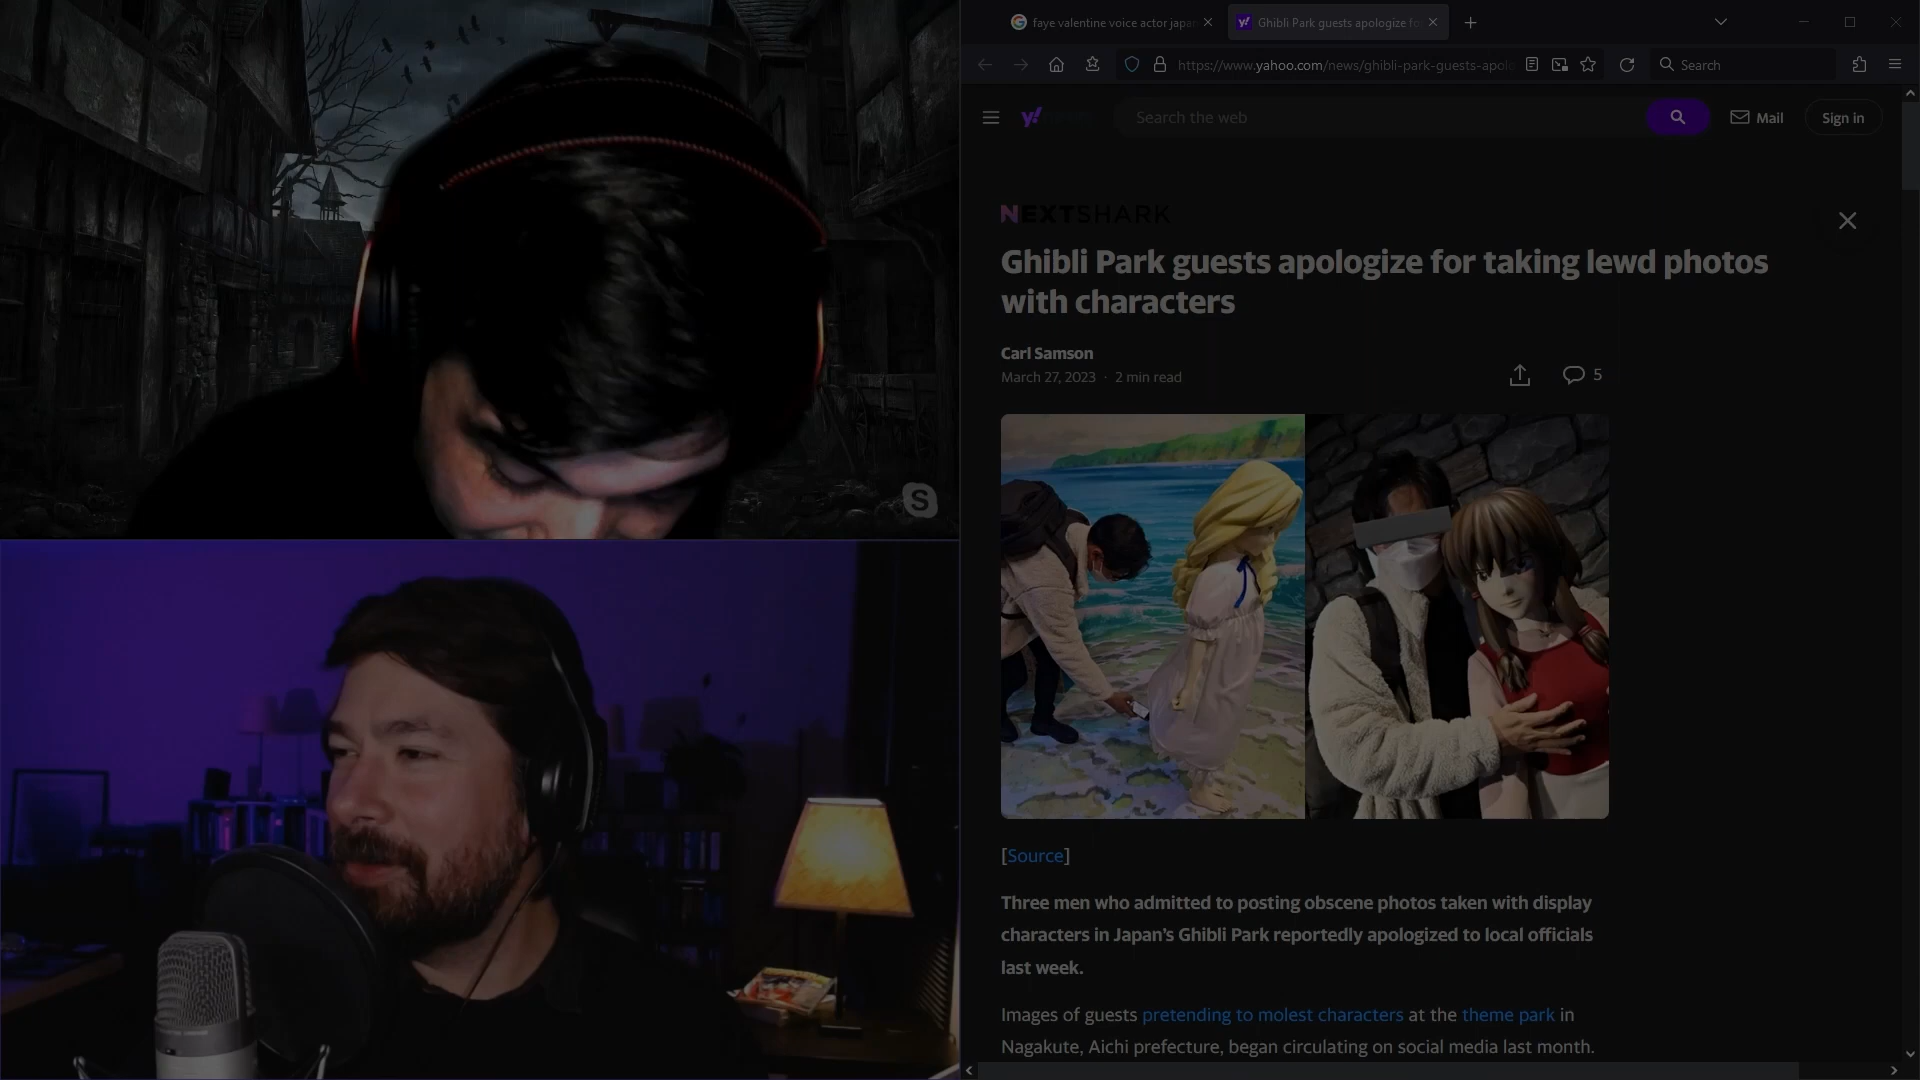 faye valentine voice actor japan
Ghibli Park guests apologize fo
https://www.yahoo.com/news/ghibli-park-guests-apolo
Search
y!
Search the web
Mail
Sign in
NEXTSHARK
Ghibli Park guests apologize for taking lewd photos
with characters
Carl Samson
March 27, 2023 · 2 min read
5
S
[Source]
Three men who admitted to posting obscene photos taken with display
characters in Japan’s Ghibli Park reportedly apologized to local officials
last week.
Images of guests pretending to molest characters at the theme park in
Nagakute, Aichi prefecture, began circulating on social media last month.